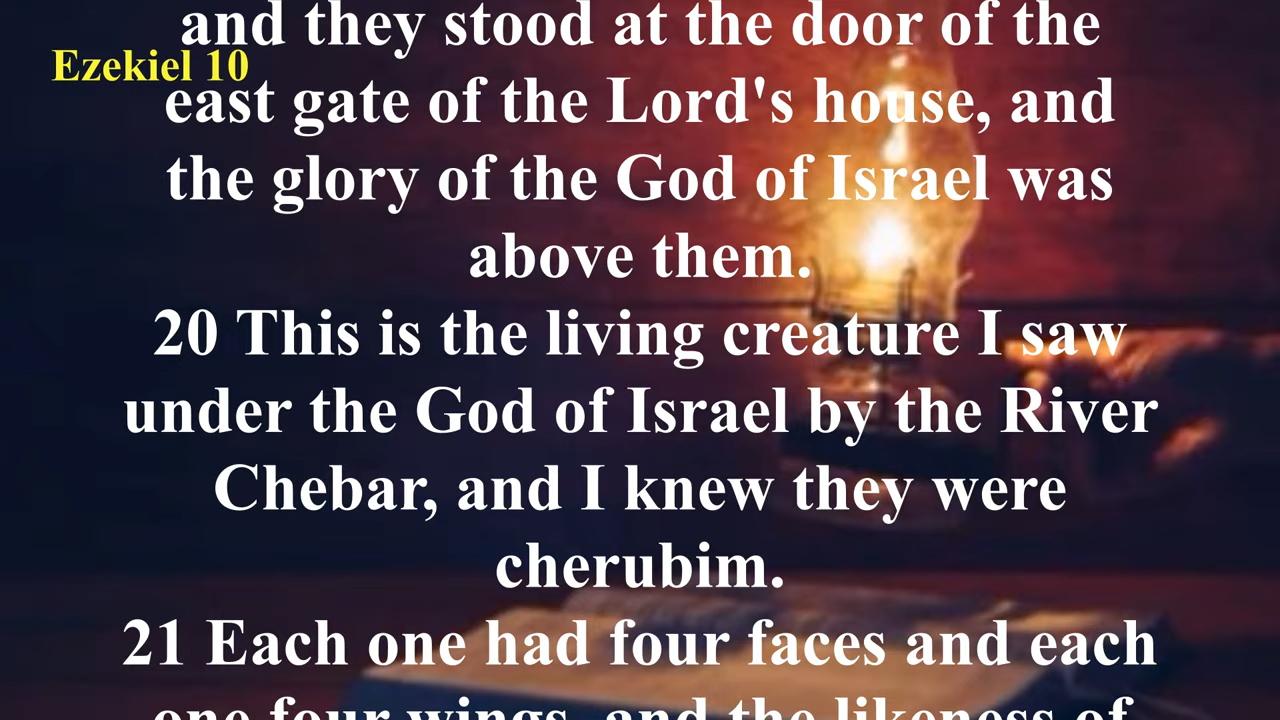 and they stood at the door of the
Ezekiel 10
east gate of the Lord's house, and
the glory of the God of Israel was
above them.
20 This is the living creature I saw
under the God of Israel by the River
Chebar, and I knew they were
cherubim.
21 Each one had four faces and each
one four wings, and the likeness of